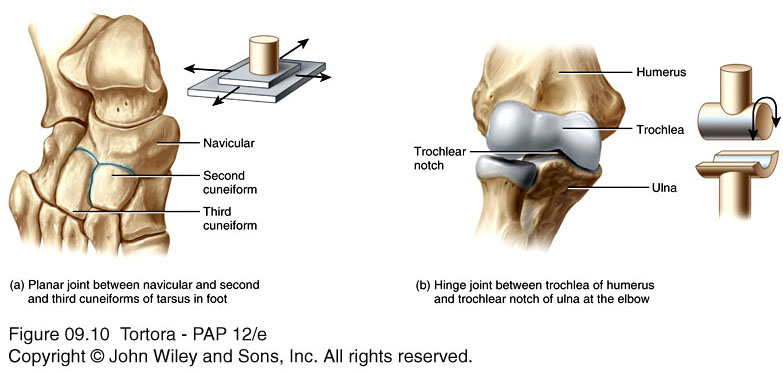 Navicular
Second
cuneiform
Third
cuneiform
(a) Planar joint between navicular and second
and third cuneiforms of tarsus in foot
Humerus
Trochlea
Trochlear
notch
Ulna
(b) Hinge joint between trochlea of humerus
and trochlear notch of ulna at the elbow
Figure 09.10 Tortora - PAP 12/e
Copyright © John Wiley and Sons, Inc. All rights reserved.